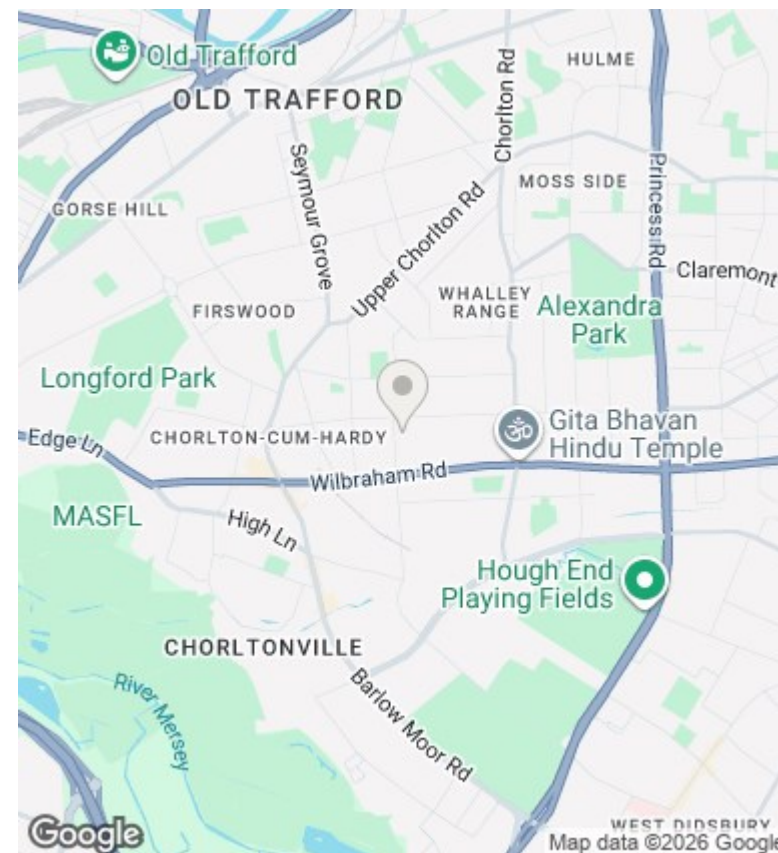 Old Trafford
OLD TRAFFORD
HULME
Chorlton Rd
Princess Rd
Seymour Grove
MOSS SIDE
GORSE HILL
Upper Chorlton Rd
Claremont
WHALLEY
RANGE
Alexandra
Park
FIRSWOOD
Longford Park
Edge Ln
CHORLTON-CUM-HARDY
Gita Bhavan
Hindu Temple
Wilbraham Rd
MASFL
High Ln
Hough End
Playing Fields
CHORLTONVILLE
River Mersey
Barlow Moor Rd
WEST DIDSBURY
Google
Map data ©2026 Google